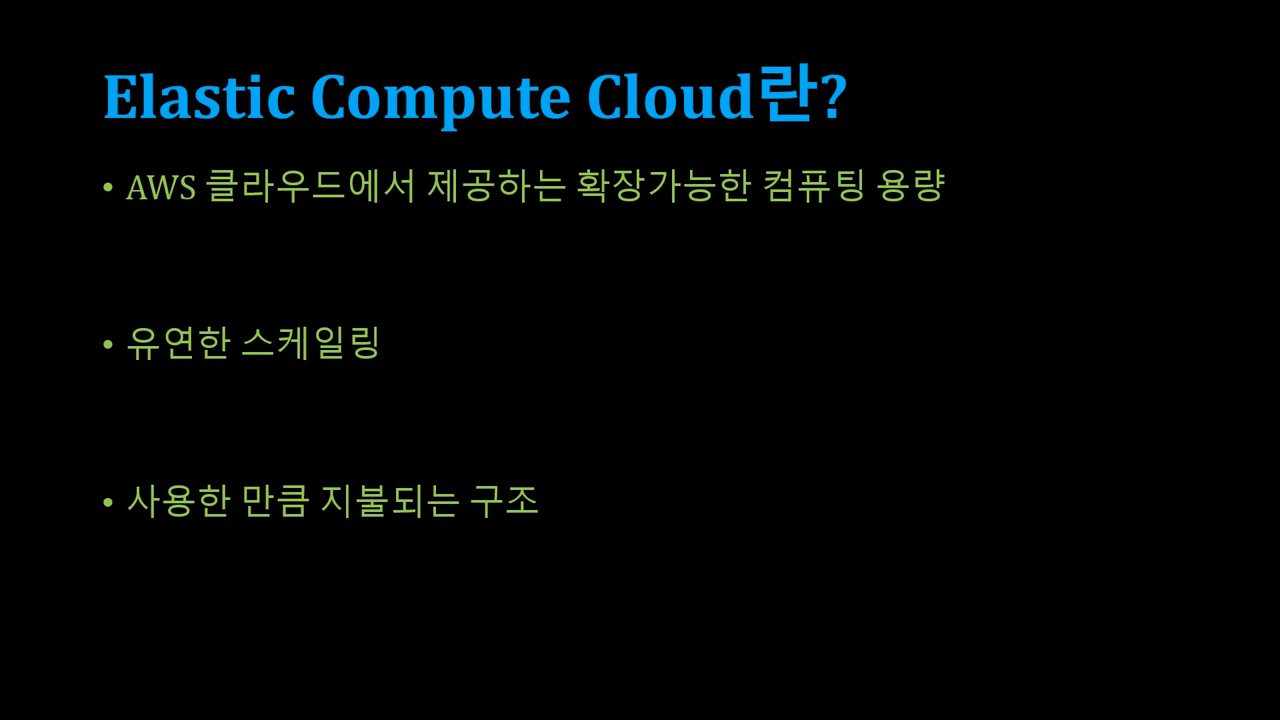 Elastic Compute Cloud란?
• AWS 클라우드에서 제공하는 확장가능한 컴퓨팅 용량
• 유연한 스케일링
• 사용한 만큼 지불되는 구조